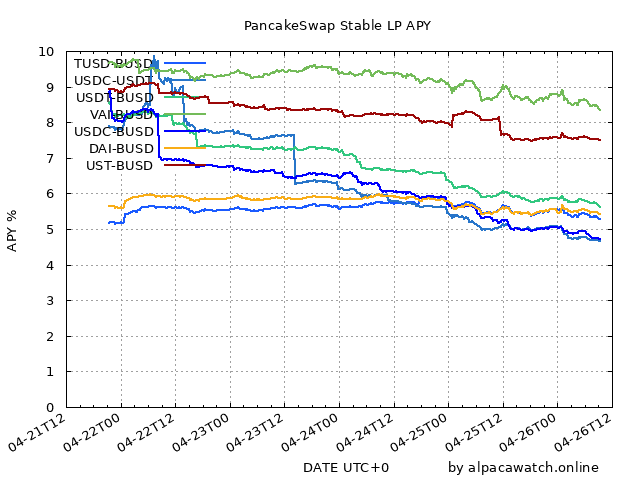 PancakeSwap Stable LP APY
10
9
8
7
6
5
4
3
2
1
0
APY %
TUSD-BUSD
USDC-USDT
USDT-BUSD
VAI-BUSD
USDC-BUSD
DAI-BUSD
UST-BUSD
04-21T12
04-22T00
04-22T12
04-23T00
04-23T12
04-24T00
04-24T12
04-25T00
04-25T12
04-26T00
04-26T12
DATE UTC+0
by alpacawatch.online